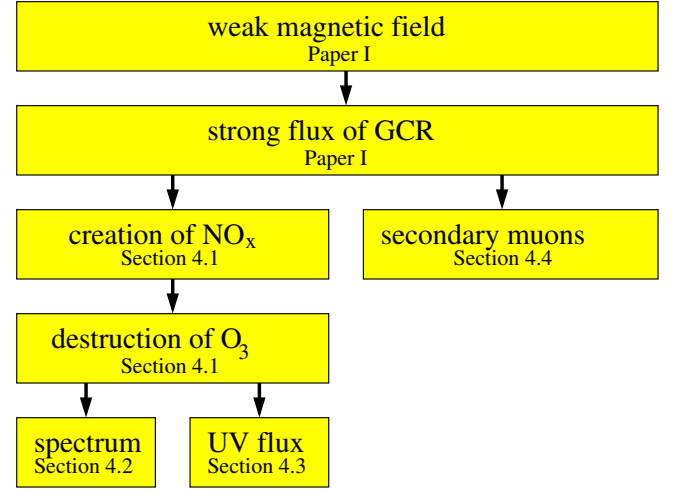 weak magnetic field
Paper I
strong flux of GCR
Paper I
creation of NOₓ
Section 4.1
secondary muons
Section 4.4
destruction of O₃
Section 4.1
spectrum
Section 4.2
UV flux
Section 4.3